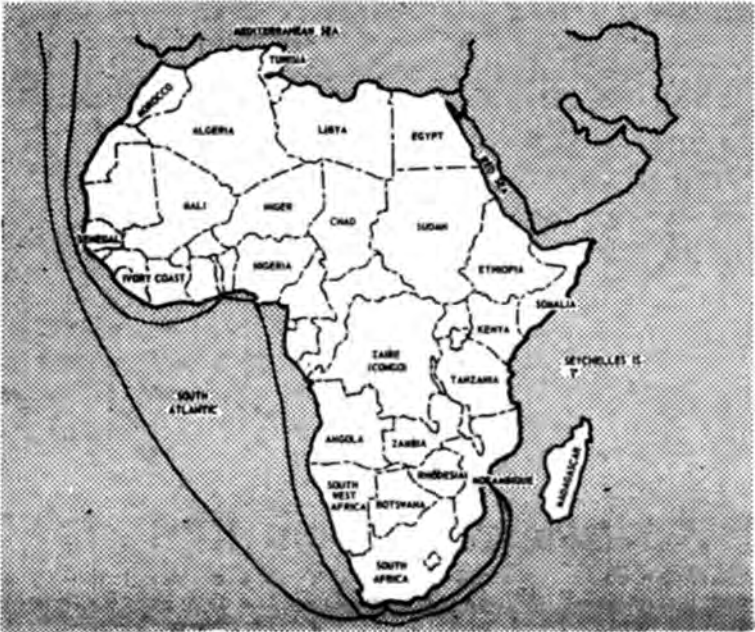 MEDITERRANEAN SEA
TUNISIA
MOROCCO
ALGERIA
LIBYA
EGYPT
RED SEA
MALI
NIGER
CHAD
SUDAN
SENEGAL
IVORY COAST
NIGERIA
ETHIOPIA
SOMALIA
KENYA
ZAIRE
(CONGO)
SEYCHELLES IS
TANZANIA
SOUTH
ATLANTIC
ANGOLA
ZAMBIA
RHODESIA
MOZAMBIQUE
MADAGASCAR
SOUTH
WEST
AFRICA
BOTSWANA
SOUTH
AFRICA